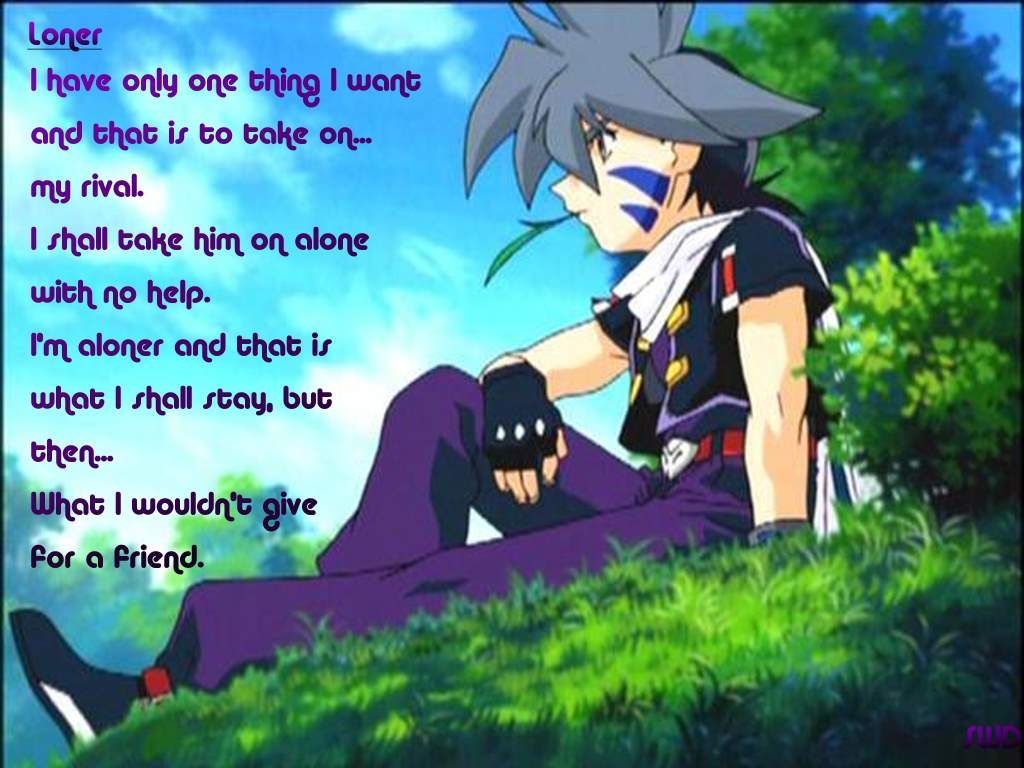 Loner
I have only one thing I want
and that is to take on...
my rival.
I shall take him on alone
with no help.
I'm aloner and that is
what I shall stay, but
then...
What I wouldn't give
for a friend.
SWD